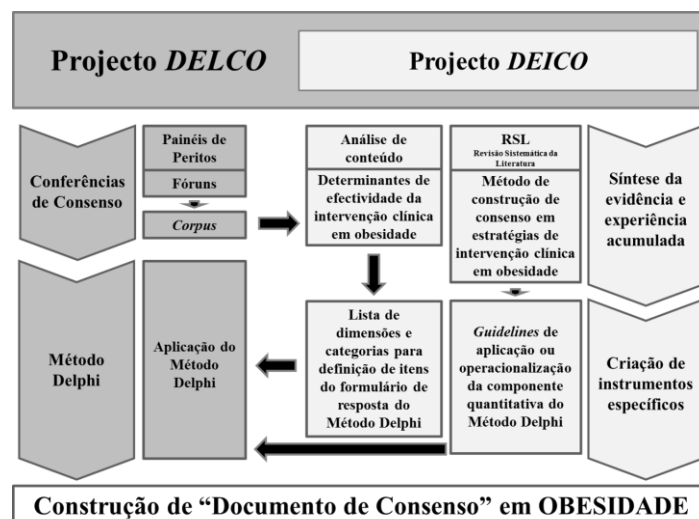 Projecto DELCO
Projecto DEICO
Conferências
de Consenso
Painéis de
Peritos
Fóruns
Corpus
Análise de
conteúdo
Determinantes de
efectividade da
intervenção clínica
em obesidade
RSL
Revisão Sistemática da
Literatura
Método de
construção de
consenso em
estratégias de
intervenção clínica
em obesidade
Síntese da
evidência e
experiência
acumulada
Método
Delphi
Aplicação do
Método
Delphi
Lista de
dimensões e
categorias para
definição de itens
do formulário de
resposta do
Método Delphi
Guidelines de
aplicação ou
operacionalização
da componente
quantitativa do
Método Delphi
Criação de
instrumentos
específicos
Construção de “Documento de Consenso” em OBESIDADE